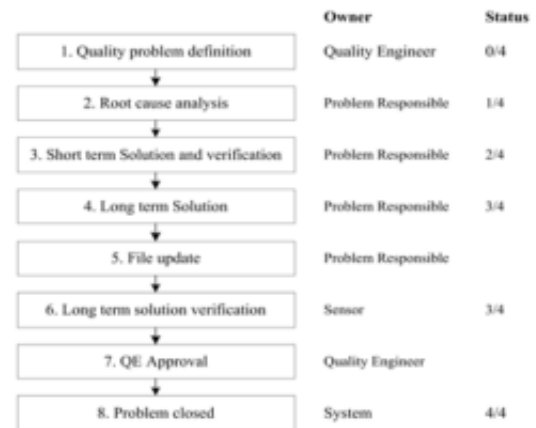 Owner Status
1. Quality problem definition Quality Engineer 0/4
2. Root cause analysis Problem Responsible 1/4
3. Short term Solution and verification Problem Responsible 2/4
4. Long term Solution Problem Responsible 3/4
5. File update Problem Responsible
6. Long term solution verification Sensor 3/4
7. QE Approval Quality Engineer
8. Problem closed System 4/4